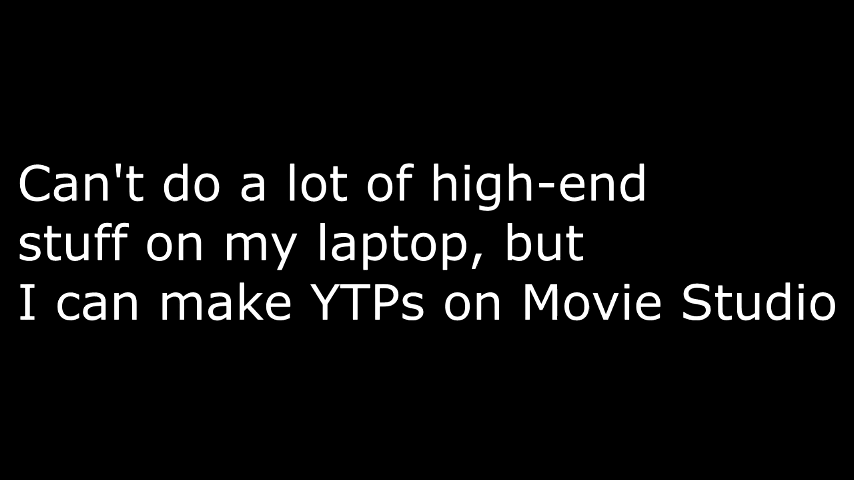 Can't do a lot of high-end
stuff on my laptop, but
I can make YTPs on Movie Studio